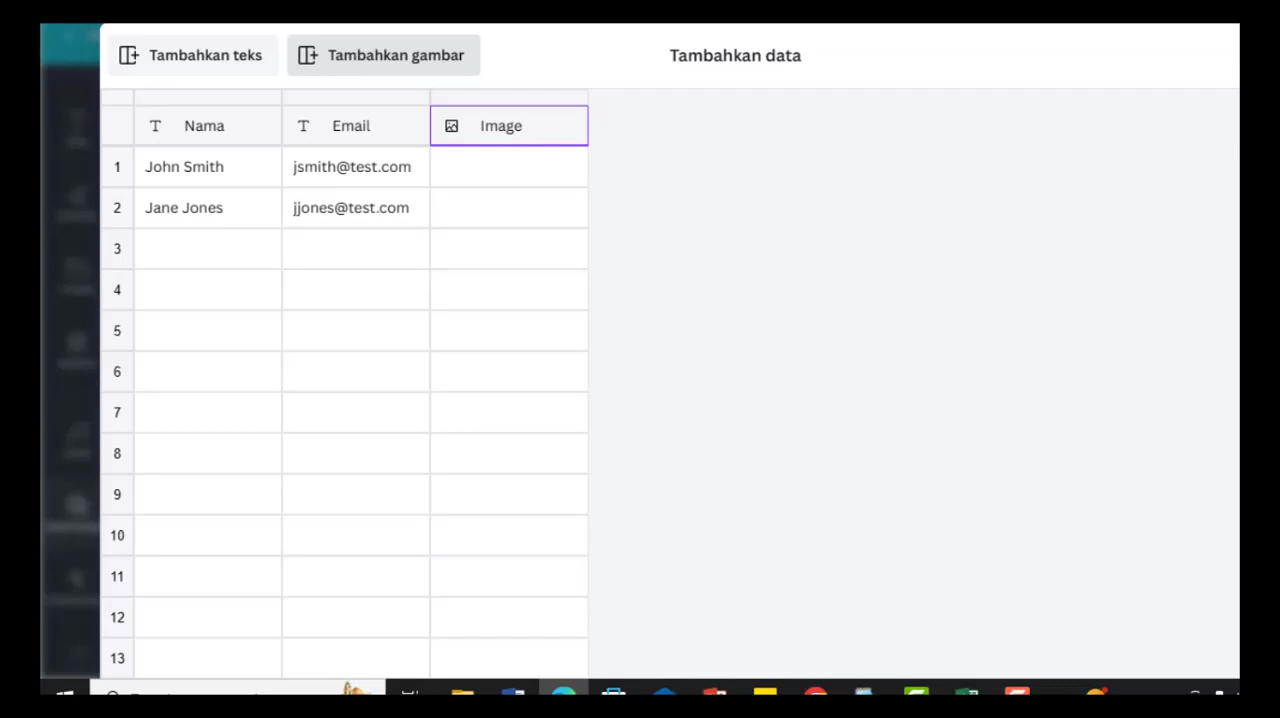 Tambahkan teks
Tambahkan gambar
Tambahkan data
Nama Email Image
1 John Smith jsmith@test.com
2 Jane Jones jjones@test.com
3
4
5
6
7
8
9
10
11
12
13